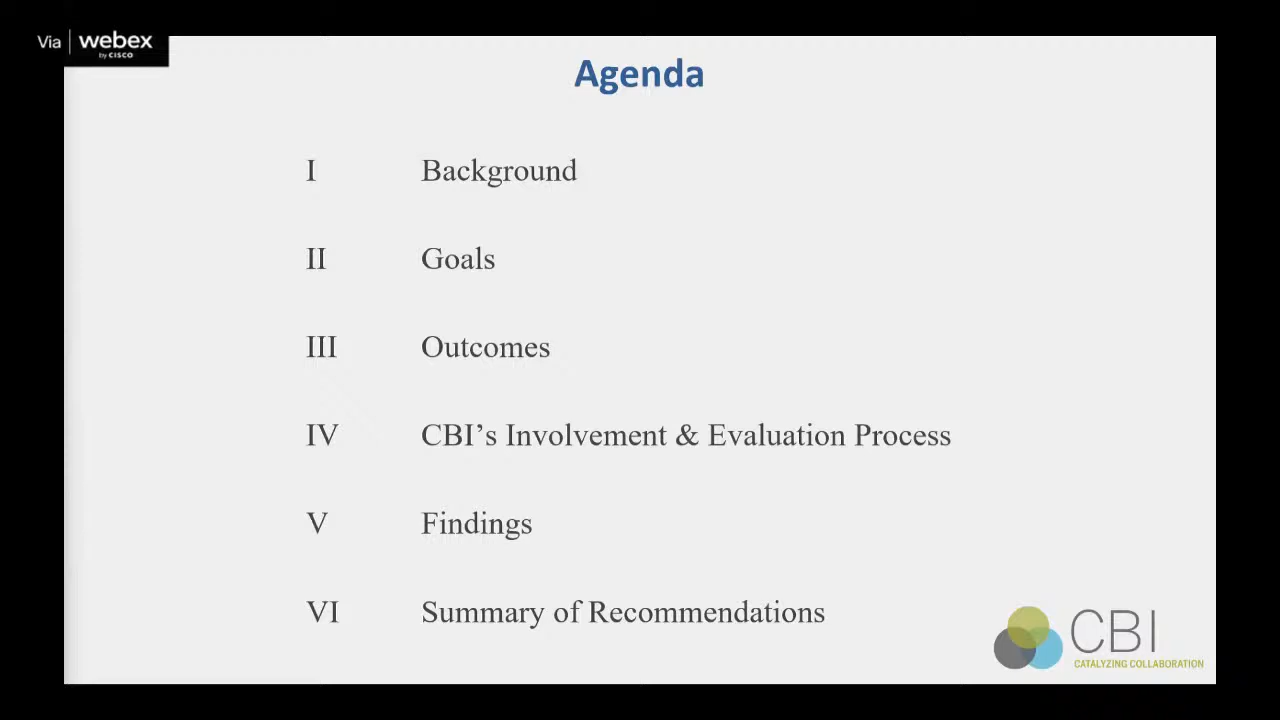 Via webex
by CISCO
Agenda
I Background
II Goals
III Outcomes
IV CBI’s Involvement & Evaluation Process
V Findings
VI Summary of Recommendations
CBI
CATALYZING COLLABORATION